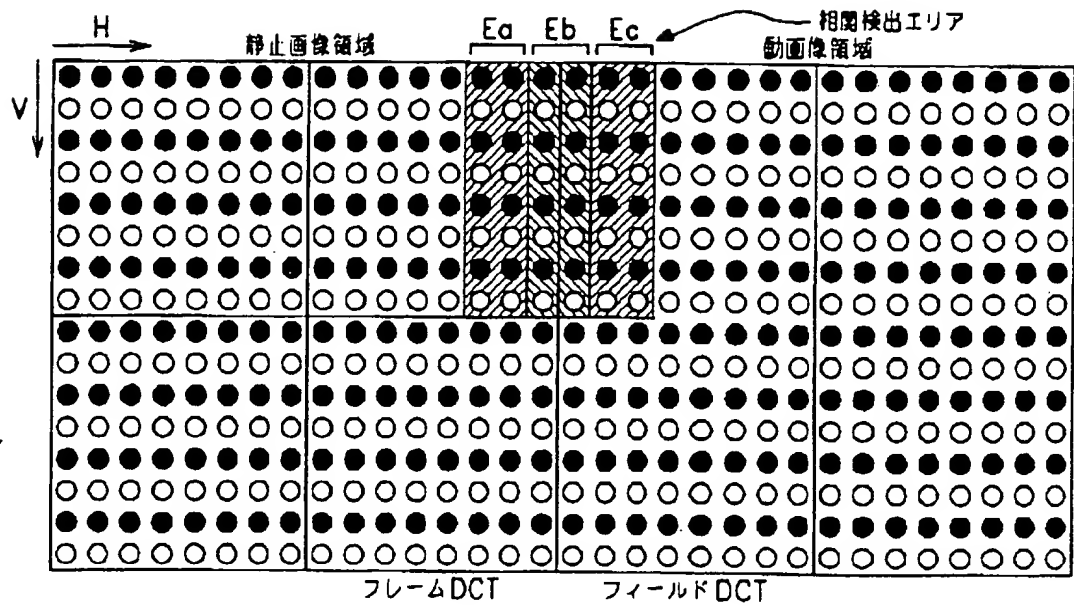 H
静止画像領域
Ea Eb Ec
相関検出エリア
動画像領域
V
フレームDCT
フィールドDCT